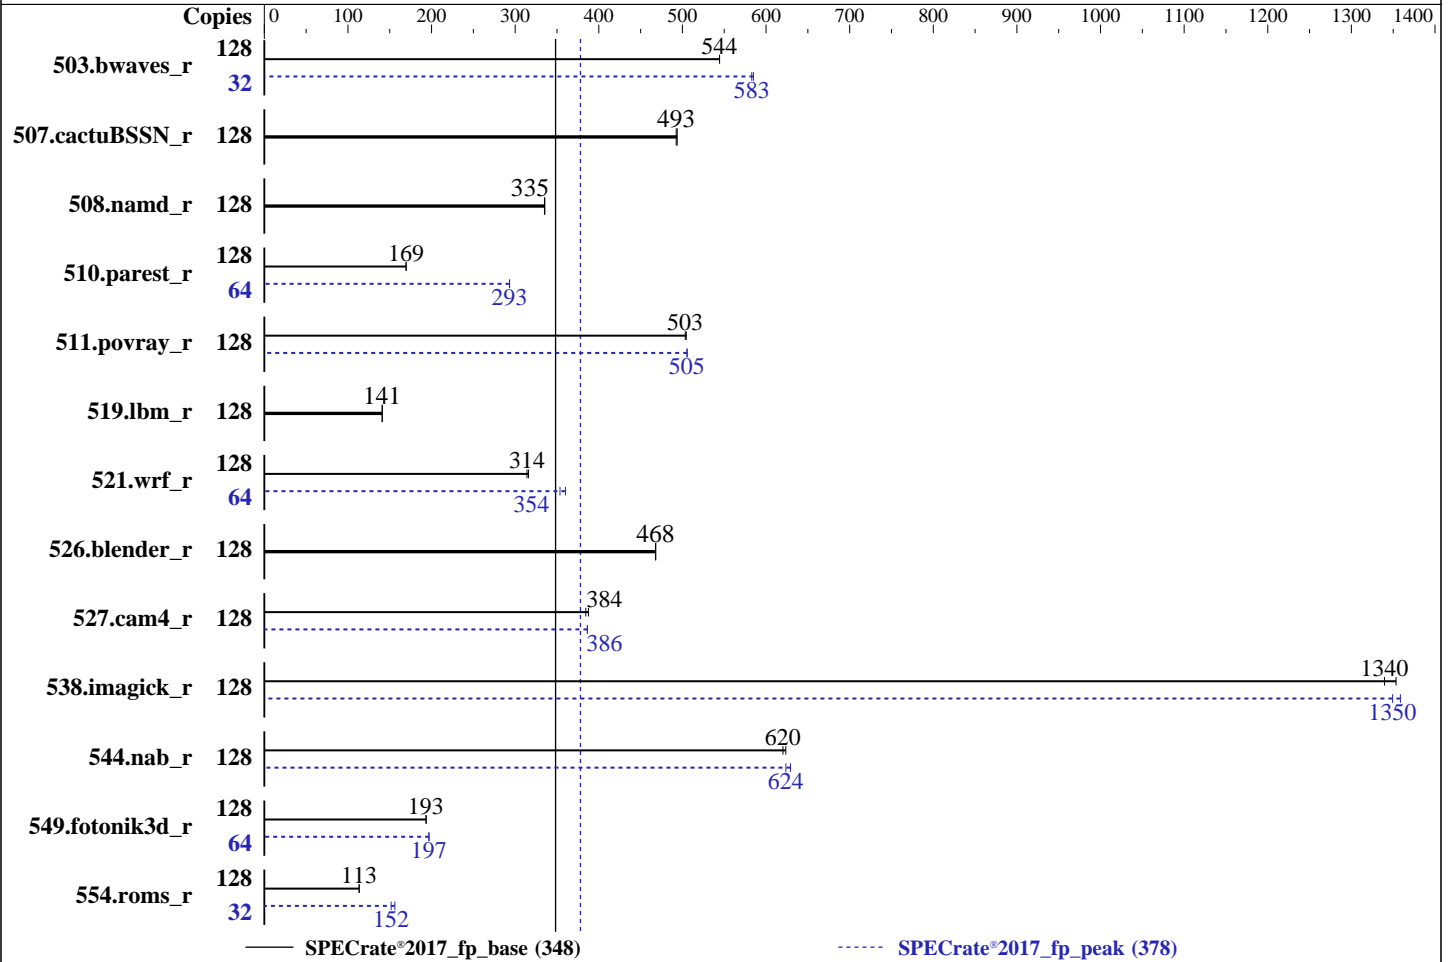 Copies 0 100 200 300 400 500 600 700 800 900 1000 1100 1200 1300 1400
503.bwaves_r 128 544
32 583
507.cactuBSSN_r 128 493
508.namd_r 128 335
510.parest_r 128 169
64 293
511.povray_r 128 503
505
519.lbm_r 128 141
521.wrf_r 128 314
64 354
526.blender_r 128 468
527.cam4_r 128 384
386
538.imagick_r 128 1340
1350
544.nab_r 128 620
624
549.fotonik3d_r 128 193
64 197
554.roms_r 128 113
32 152
SPECrate®2017_fp_base (348) SPECrate®2017_fp_peak (378)